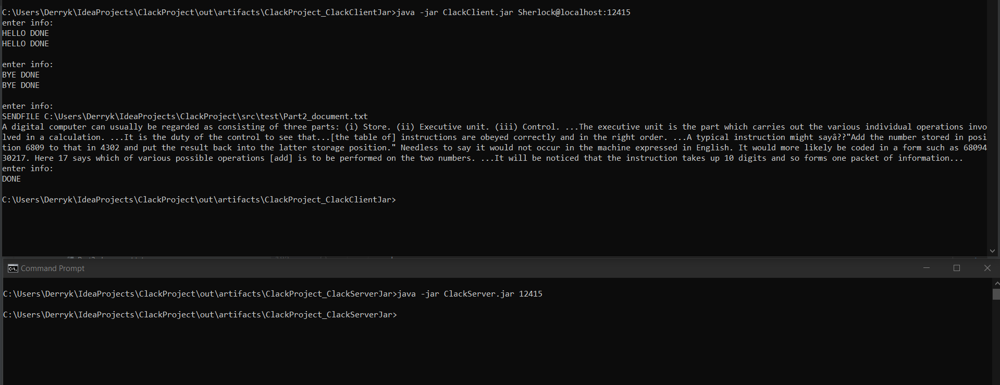 C:\Users\Derryk\IdeaProjects\ClackProject\out\artifacts\ClackProject_ClackClientJar>java -jar ClackClient.jar Sherlock@localhost:12415
enter info:
HELLO DONE
HELLO DONE
enter info:
BYE DONE
BYE DONE
enter info:
SENDFILE C:\Users\Derryk\IdeaProjects\ClackProject\src\test\Part2_document.txt
A digital computer can usually be regarded as consisting of three parts: (i) Store. (ii) Executive unit. (iii) Control. ...The executive unit is the part which carries out the various individual operations invo
lved in a calculation. ...It is the duty of the control to see that...[the table of] instructions are obeyed correctly and in the right order. ...A typical instruction might sayâ??"Add the number stored in posi
tion 6809 to that in 4302 and put the result back into the latter storage position." Needless to say it would not occur in the machine expressed in English. It would more likely be coded in a form such as 68094
30217. Here 17 says which of various possible operations [add] is to be performed on the two numbers. ...It will be noticed that the instruction takes up 10 digits and so forms one packet of information...
enter info:
DONE
C:\Users\Derryk\IdeaProjects\ClackProject\out\artifacts\ClackProject_ClackClientJar>
Command Prompt
C:\Users\Derryk\IdeaProjects\ClackProject\out\artifacts\ClackProject_ClackServerJar>java -jar ClackServer.jar 12415
C:\Users\Derryk\IdeaProjects\ClackProject\out\artifacts\ClackProject_ClackServerJar>